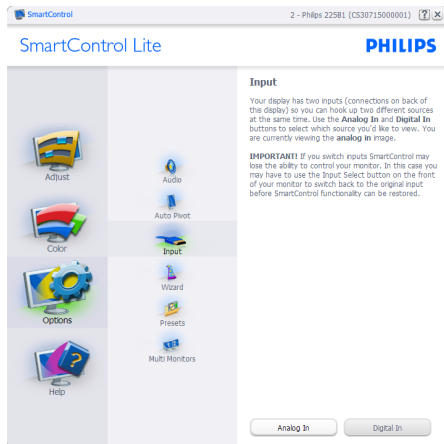 SmartControl
2 - Philips 225B1 (CS30715000001)
? X
SmartControl Lite
PHILIPS
Adjust
Color
Options
Help
Audio
Auto Pivot
Input
Wizard
Presets
Multi Monitors
Input
Your display has two inputs (connections on back of
this display) so you can hook up two different sources
at the same time. Use the Analog In and Digital In
buttons to select which source you'd like to view. You
are currently viewing the analog in image.
IMPORTANT! If you switch inputs SmartControl may
lose the ability to control your monitor. In this case you
may have to use the Input Select button on the front
of your monitor to switch back to the original input
before SmartControl functionality can be restored.
Analog In
Digital In